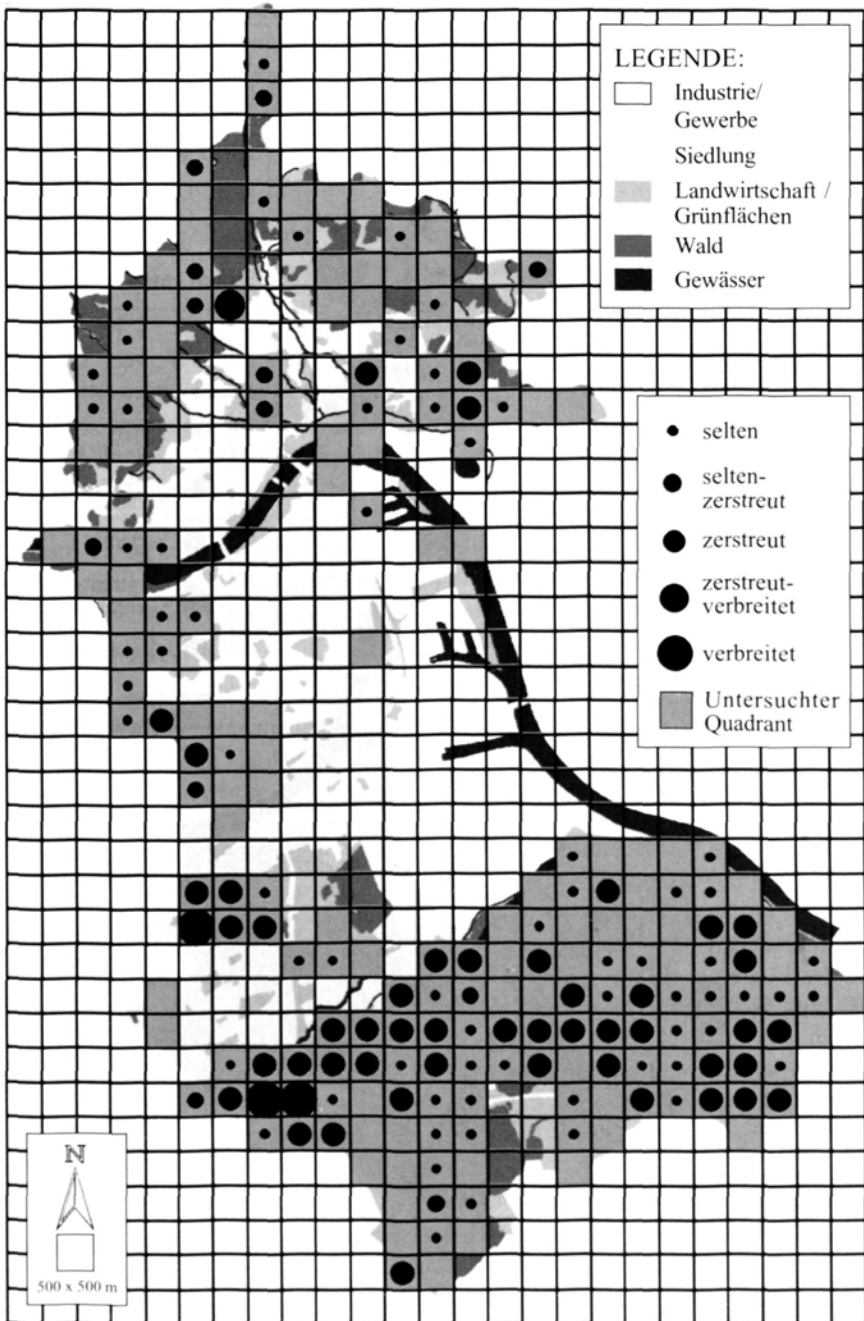 LEGENDE:
Industrie/
Gewerbe
Siedlung
Landwirtschaft /
Grünflächen
Wald
Gewässer
selten
selten-
zerstreut
zerstreut
zerstreut-
verbreitet
verbreitet
Untersuchter
Quadrant
N
500 x 500 m